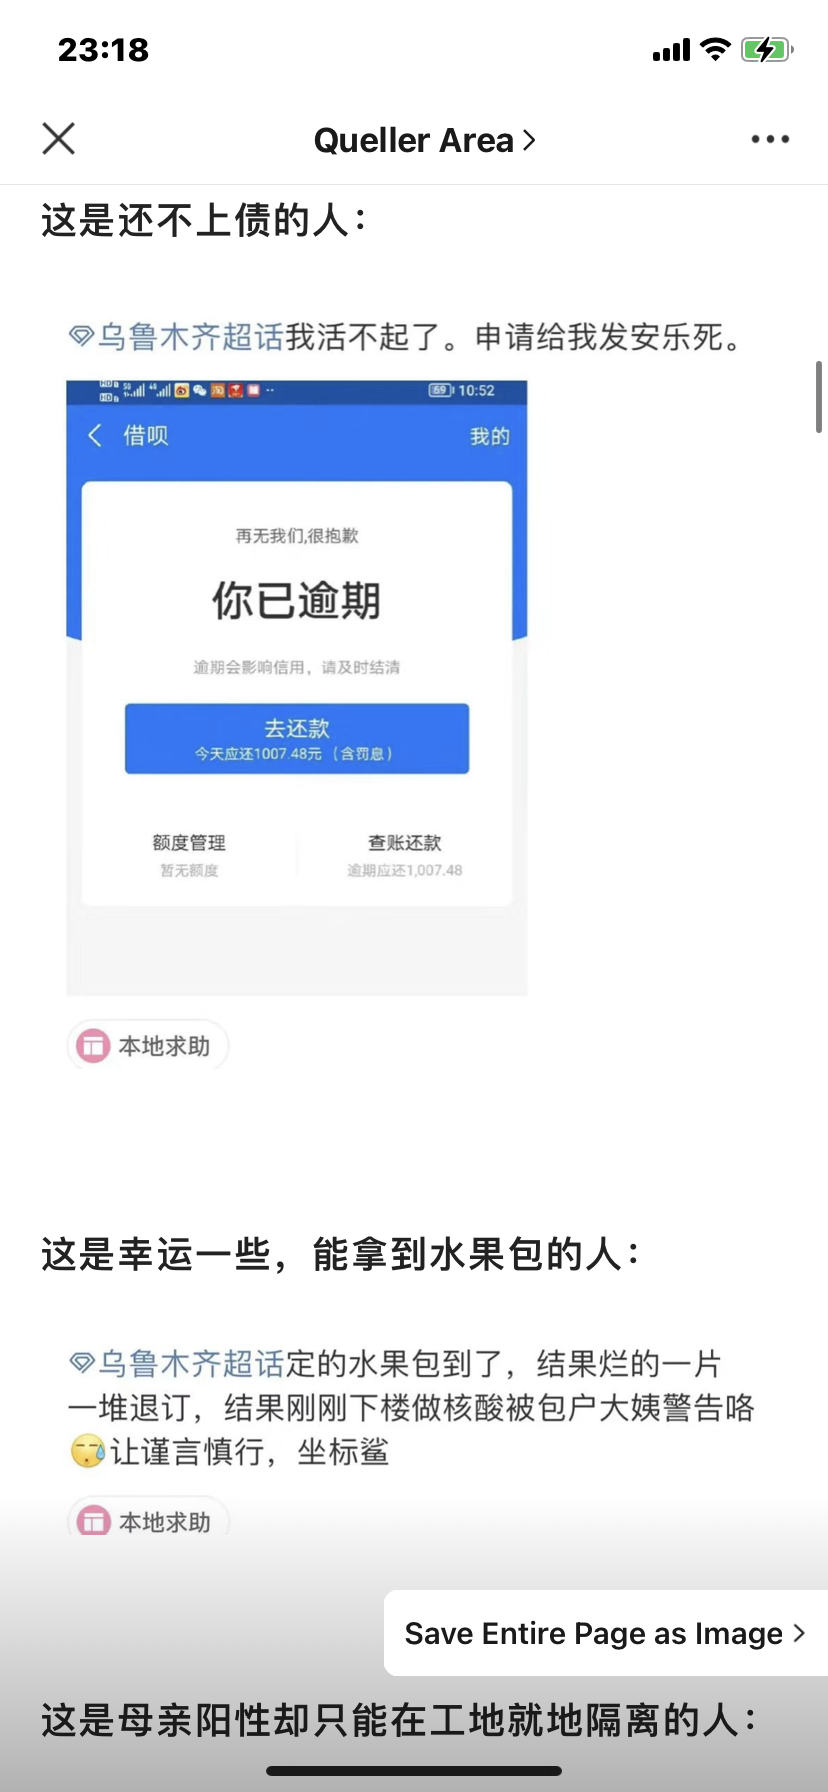 23:18
Queller Area
这是还不上债的人：
乌鲁木齐超话我活不起了。申请给我发安乐死。
69 10:52
借呗 我的
再无我们,很抱歉
你已逾期
逾期会影响信用，请及时结清
去还款
今天应还1007.48元（含罚息）
额度管理 查账还款
暂无额度 逾期应还1,007.48
本地求助
这是幸运一些，能拿到水果包的人：
乌鲁木齐超话定的水果包到了，结果烂的一片
一堆退订，结果刚刚下楼做核酸被包户大姨警告咯
让谨言慎行，坐标鲨
本地求助
Save Entire Page as Image
这是母亲阳性却只能在工地就地隔离的人：